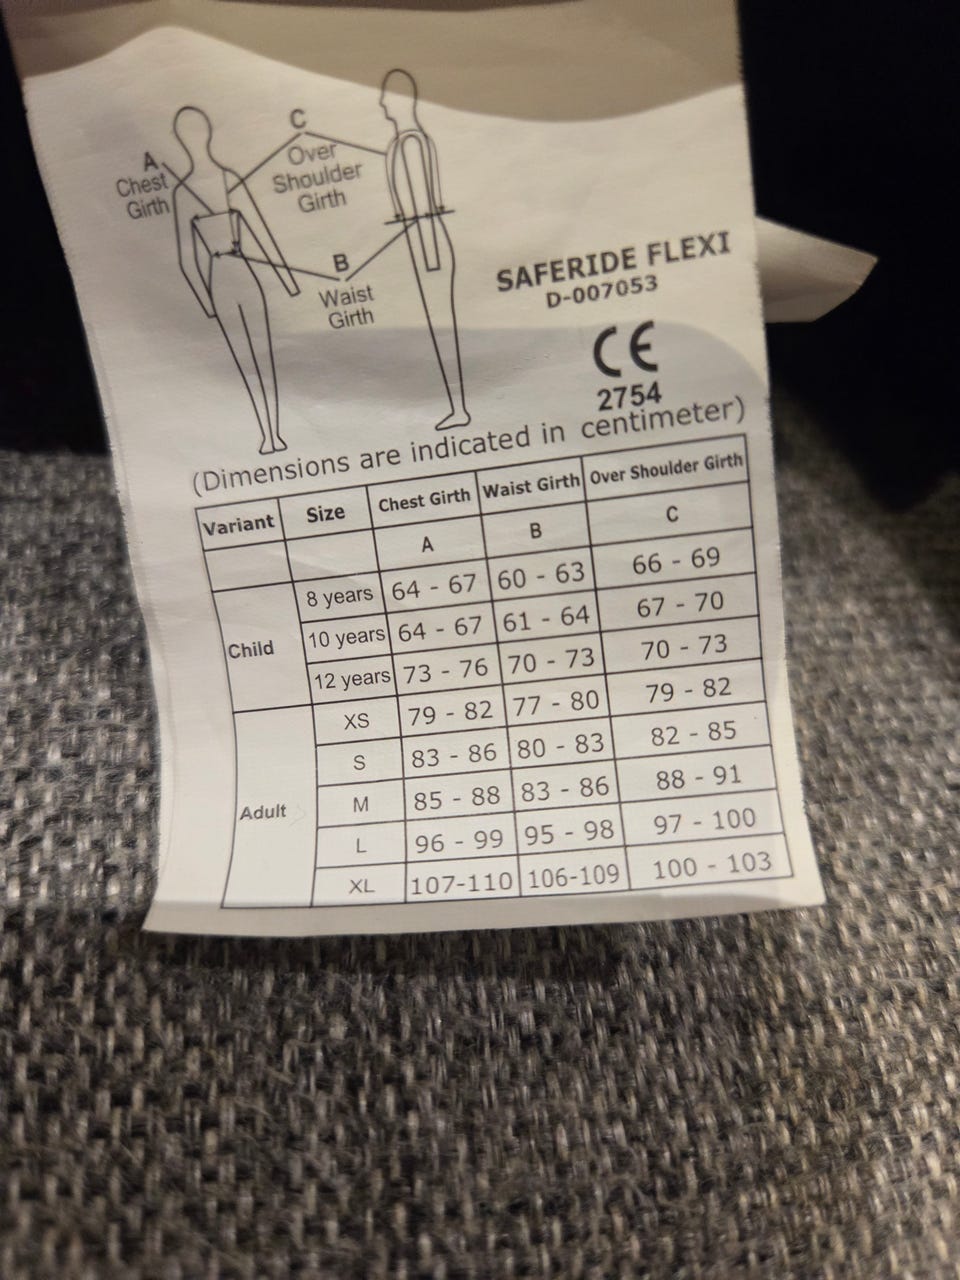 A
Chest
Girth
C
Over
Shoulder
Girth
B
Waist
Girth
SAFERIDE FLEXI
D-007053
CE
2754
(Dimensions are indicated in centimeter)
Variant Size Chest Girth Waist Girth Over Shoulder Girth
A B C
Child 8 years 64 - 67 60 - 63 66 - 69
10 years 64 - 67 61 - 64 67 - 70
12 years 73 - 76 70 - 73 70 - 73
Adult XS 79 - 82 77 - 80 79 - 82
S 83 - 86 80 - 83 82 - 85
M 85 - 88 83 - 86 88 - 91
L 96 - 99 95 - 98 97 - 100
XL 107-110 106-109 100 - 103